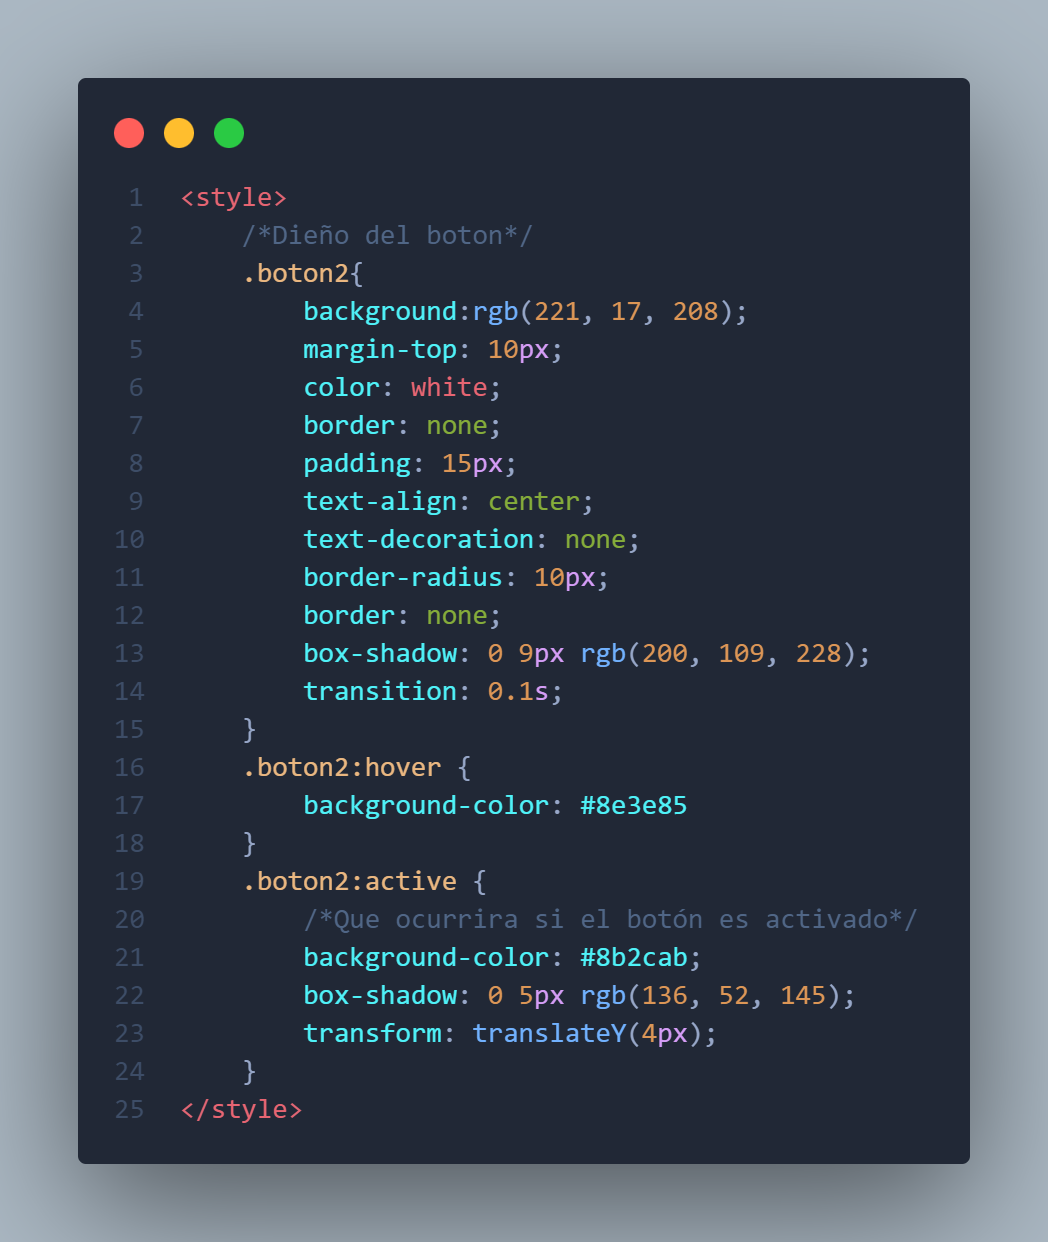 1 <style>
2 /*Dieño del boton*/
3 .boton2{
4 background:rgb(221, 17, 208);
5 margin-top: 10px;
6 color: white;
7 border: none;
8 padding: 15px;
9 text-align: center;
10 text-decoration: none;
11 border-radius: 10px;
12 border: none;
13 box-shadow: 0 9px rgb(200, 109, 228);
14 transition: 0.1s;
15 }
16 .boton2:hover {
17 background-color: #8e3e85
18 }
19 .boton2:active {
20 /*Que ocurrira si el botón es activado*/
21 background-color: #8b2cab;
22 box-shadow: 0 5px rgb(136, 52, 145);
23 transform: translateY(4px);
24 }
25 </style>